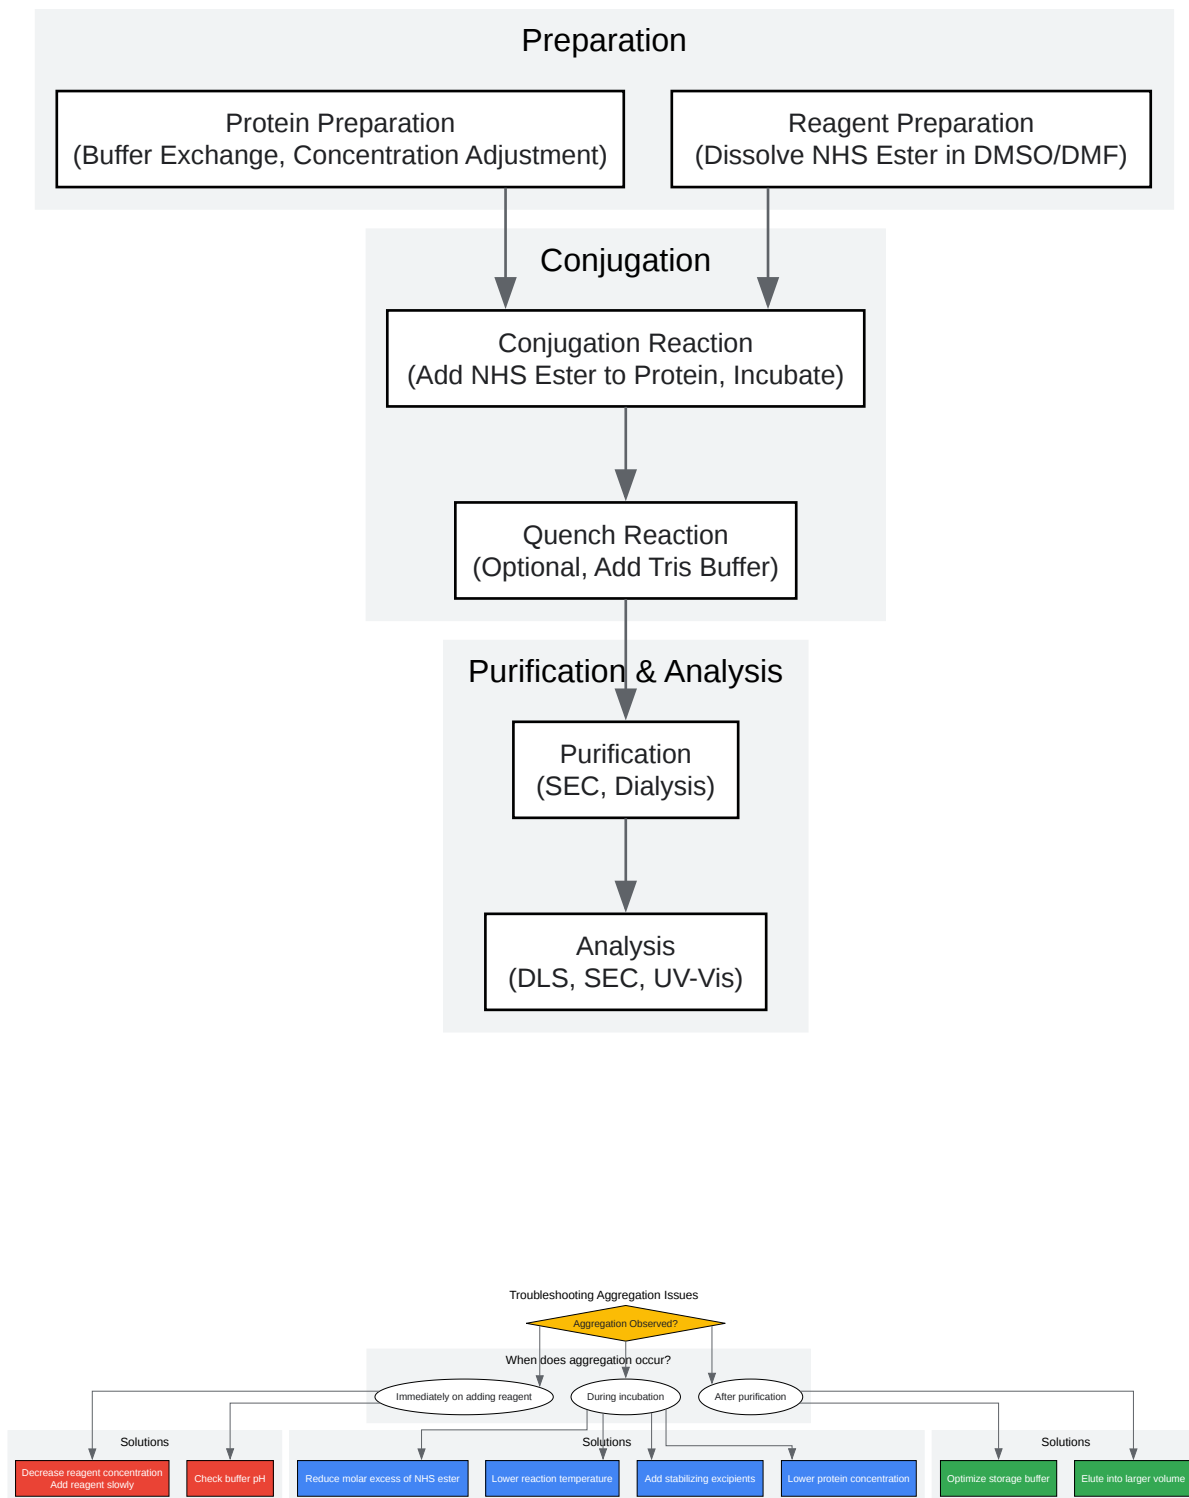 Preparation
Protein Preparation
(Buffer Exchange, Concentration Adjustment)
Reagent Preparation
(Dissolve NHS Ester in DMSO/DMF)
Conjugation
Conjugation Reaction
(Add NHS Ester to Protein, Incubate)
Quench Reaction
(Optional, Add Tris Buffer)
Purification & Analysis
Purification
(SEC, Dialysis)
Analysis
(DLS, SEC, UV-Vis)
Troubleshooting Aggregation Issues
Aggregation Observed?
When does aggregation occur?
Immediately on adding reagent
During incubation
After purification
Solutions
Decrease reagent concentration
Add reagent slowly
Check buffer pH
Solutions
Reduce molar excess of NHS ester
Lower reaction temperature
Add stabilizing excipients
Lower protein concentration
Solutions
Optimize storage buffer
Elute into larger volume